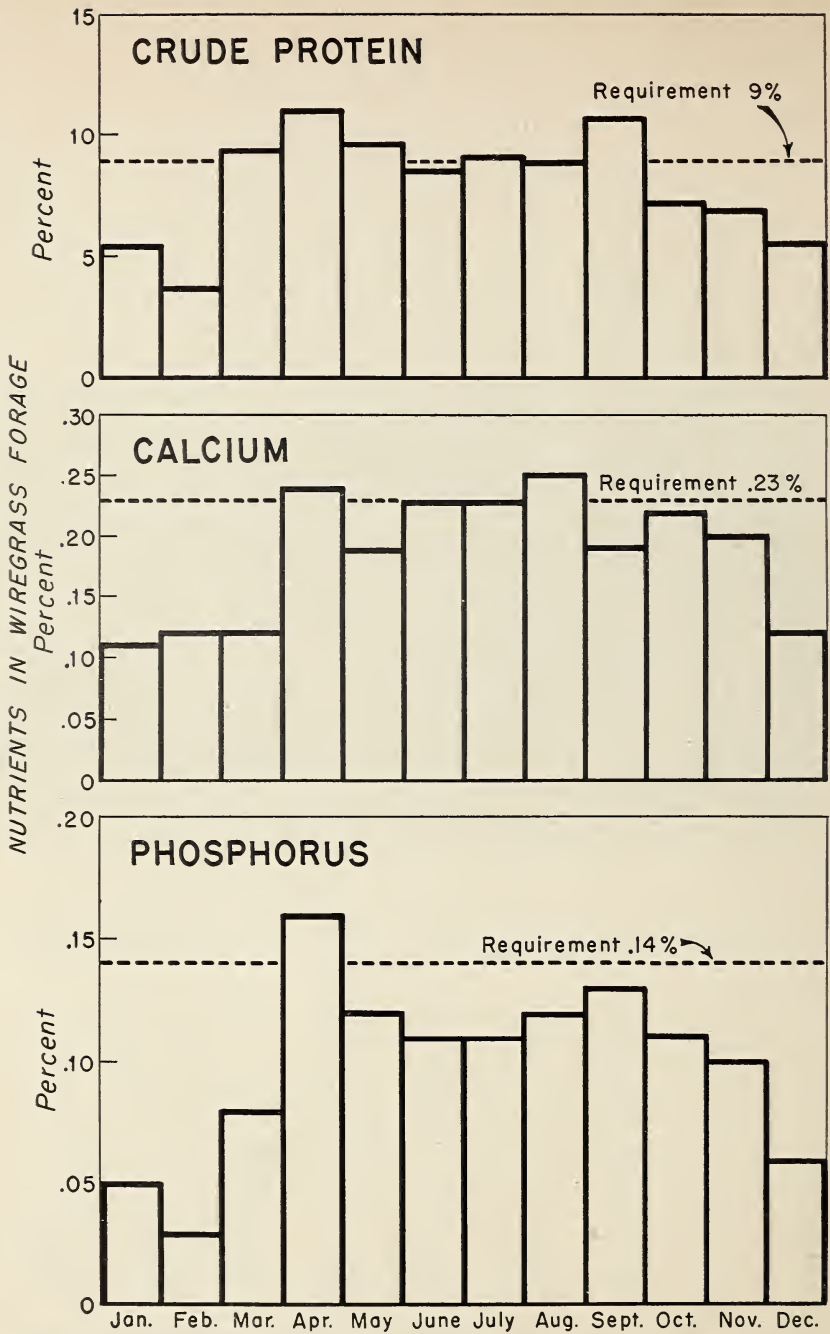 NUTRIENTS IN WIREGRASS FORAGE
CRUDE PROTEIN
Requirement 9%
Percent
15
10
5
0
CALCIUM
Requirement .23%
Percent
.30
.25
.20
.15
.10
.05
0
PHOSPHORUS
Requirement .14%
Percent
.20
.15
.10
.05
0
Jan. Feb. Mar. Apr. May June July Aug. Sept. Oct. Nov. Dec.